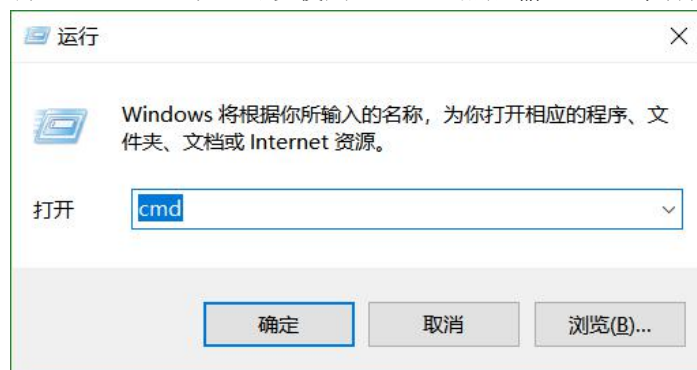 运行
Windows 将根据你所输入的名称，为你打开相应的程序、文
件夹、文档或 Internet 资源。
打开
cmd
确定
取消
浏览(B)...